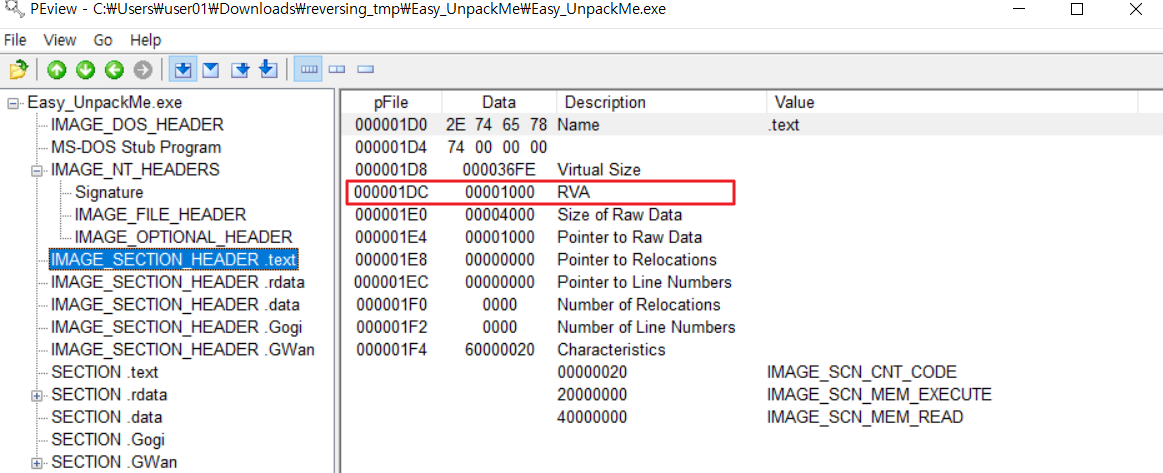 PEview - C:₩Users₩user01₩Downloads₩reversing_tmp₩Easy_UnpackMe₩Easy_UnpackMe.exe
File View Go Help
Easy_UnpackMe.exe
IMAGE_DOS_HEADER
MS-DOS Stub Program
IMAGE_NT_HEADERS
Signature
IMAGE_FILE_HEADER
IMAGE_OPTIONAL_HEADER
IMAGE_SECTION_HEADER .text
IMAGE_SECTION_HEADER .rdata
IMAGE_SECTION_HEADER .data
IMAGE_SECTION_HEADER .Gogi
IMAGE_SECTION_HEADER .GWan
SECTION .text
SECTION .rdata
SECTION .data
SECTION .Gogi
SECTION .GWan
pFile Data Description Value
000001D0 2E 74 65 78 Name .text
000001D4 74 00 00 00
000001D8 000036FE Virtual Size
000001DC 00001000 RVA
000001E0 00004000 Size of Raw Data
000001E4 00001000 Pointer to Raw Data
000001E8 00000000 Pointer to Relocations
000001EC 00000000 Pointer to Line Numbers
000001F0 0000 Number of Relocations
000001F2 0000 Number of Line Numbers
000001F4 60000020 Characteristics
00000020 IMAGE_SCN_CNT_CODE
20000000 IMAGE_SCN_MEM_EXECUTE
40000000 IMAGE_SCN_MEM_READ